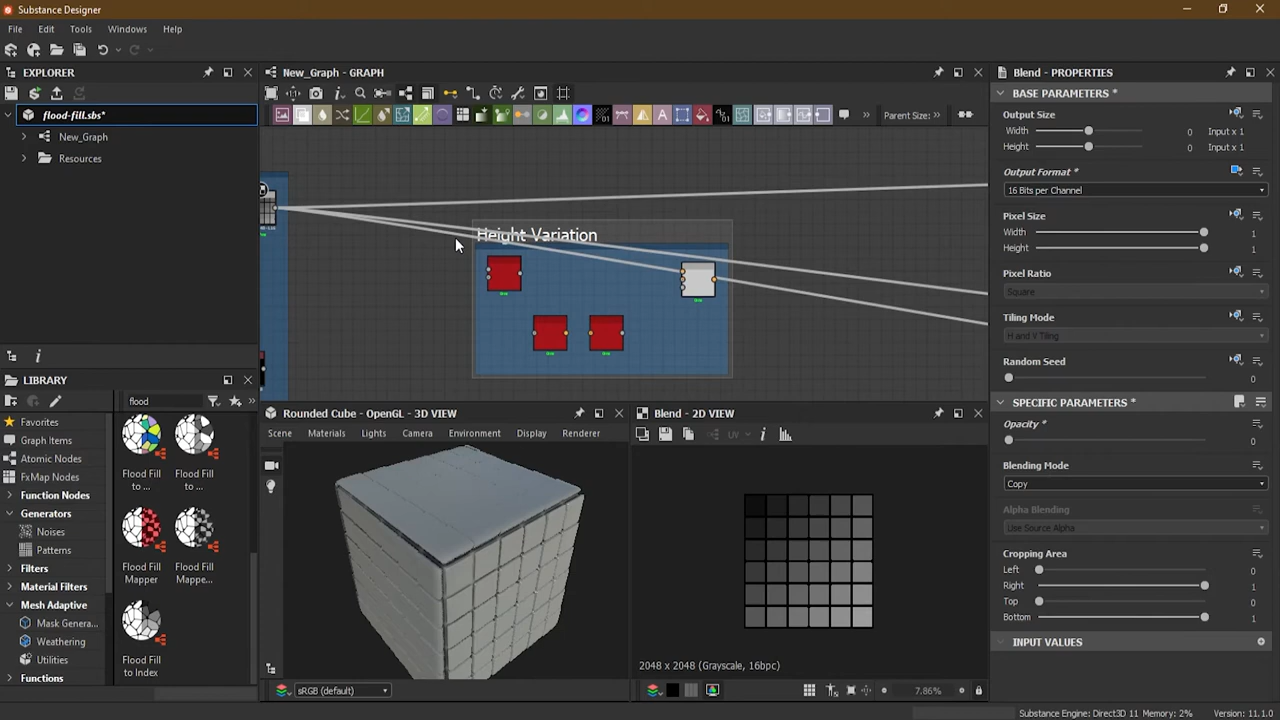 Substance Designer
File Edit Tools Windows Help
EXPLORER
flood-fill.sbs*
New_Graph
Resources
LIBRARY
flood
Favorites
Graph Items
Atomic Nodes
FxMap Nodes
Function Nodes
Generators
Noises
Patterns
Filters
Material Filters
Mesh Adaptive
Mask Genera...
Weathering
Utilities
Functions
Flood Fill to ...
Flood Fill to ...
Flood Fill Mapper
Flood Fill Mappe...
Flood Fill to Index
New_Graph - GRAPH
Parent Size: >>
Height Variation
Rounded Cube - OpenGL - 3D VIEW
Scene Materials Lights Camera Environment Display Renderer
sRGB (default)
Blend - 2D VIEW
UV
2048 x 2048 (Grayscale, 16bpc)
7.86%
Blend - PROPERTIES
BASE PARAMETERS *
Output Size
Width 0 Input x 1
Height 0 Input x 1
Output Format *
16 Bits per Channel
Pixel Size
Width 1
Height 1
Pixel Ratio
Square
Tiling Mode
H and V Tiling
Random Seed
0
SPECIFIC PARAMETERS *
Opacity *
0
Blending Mode
Copy
Alpha Blending
Use Source Alpha
Cropping Area
Left 0
Right 1
Top 0
Bottom 1
INPUT VALUES
Substance Engine: Direct3D 11 Memory: 2% Version: 11.1.0